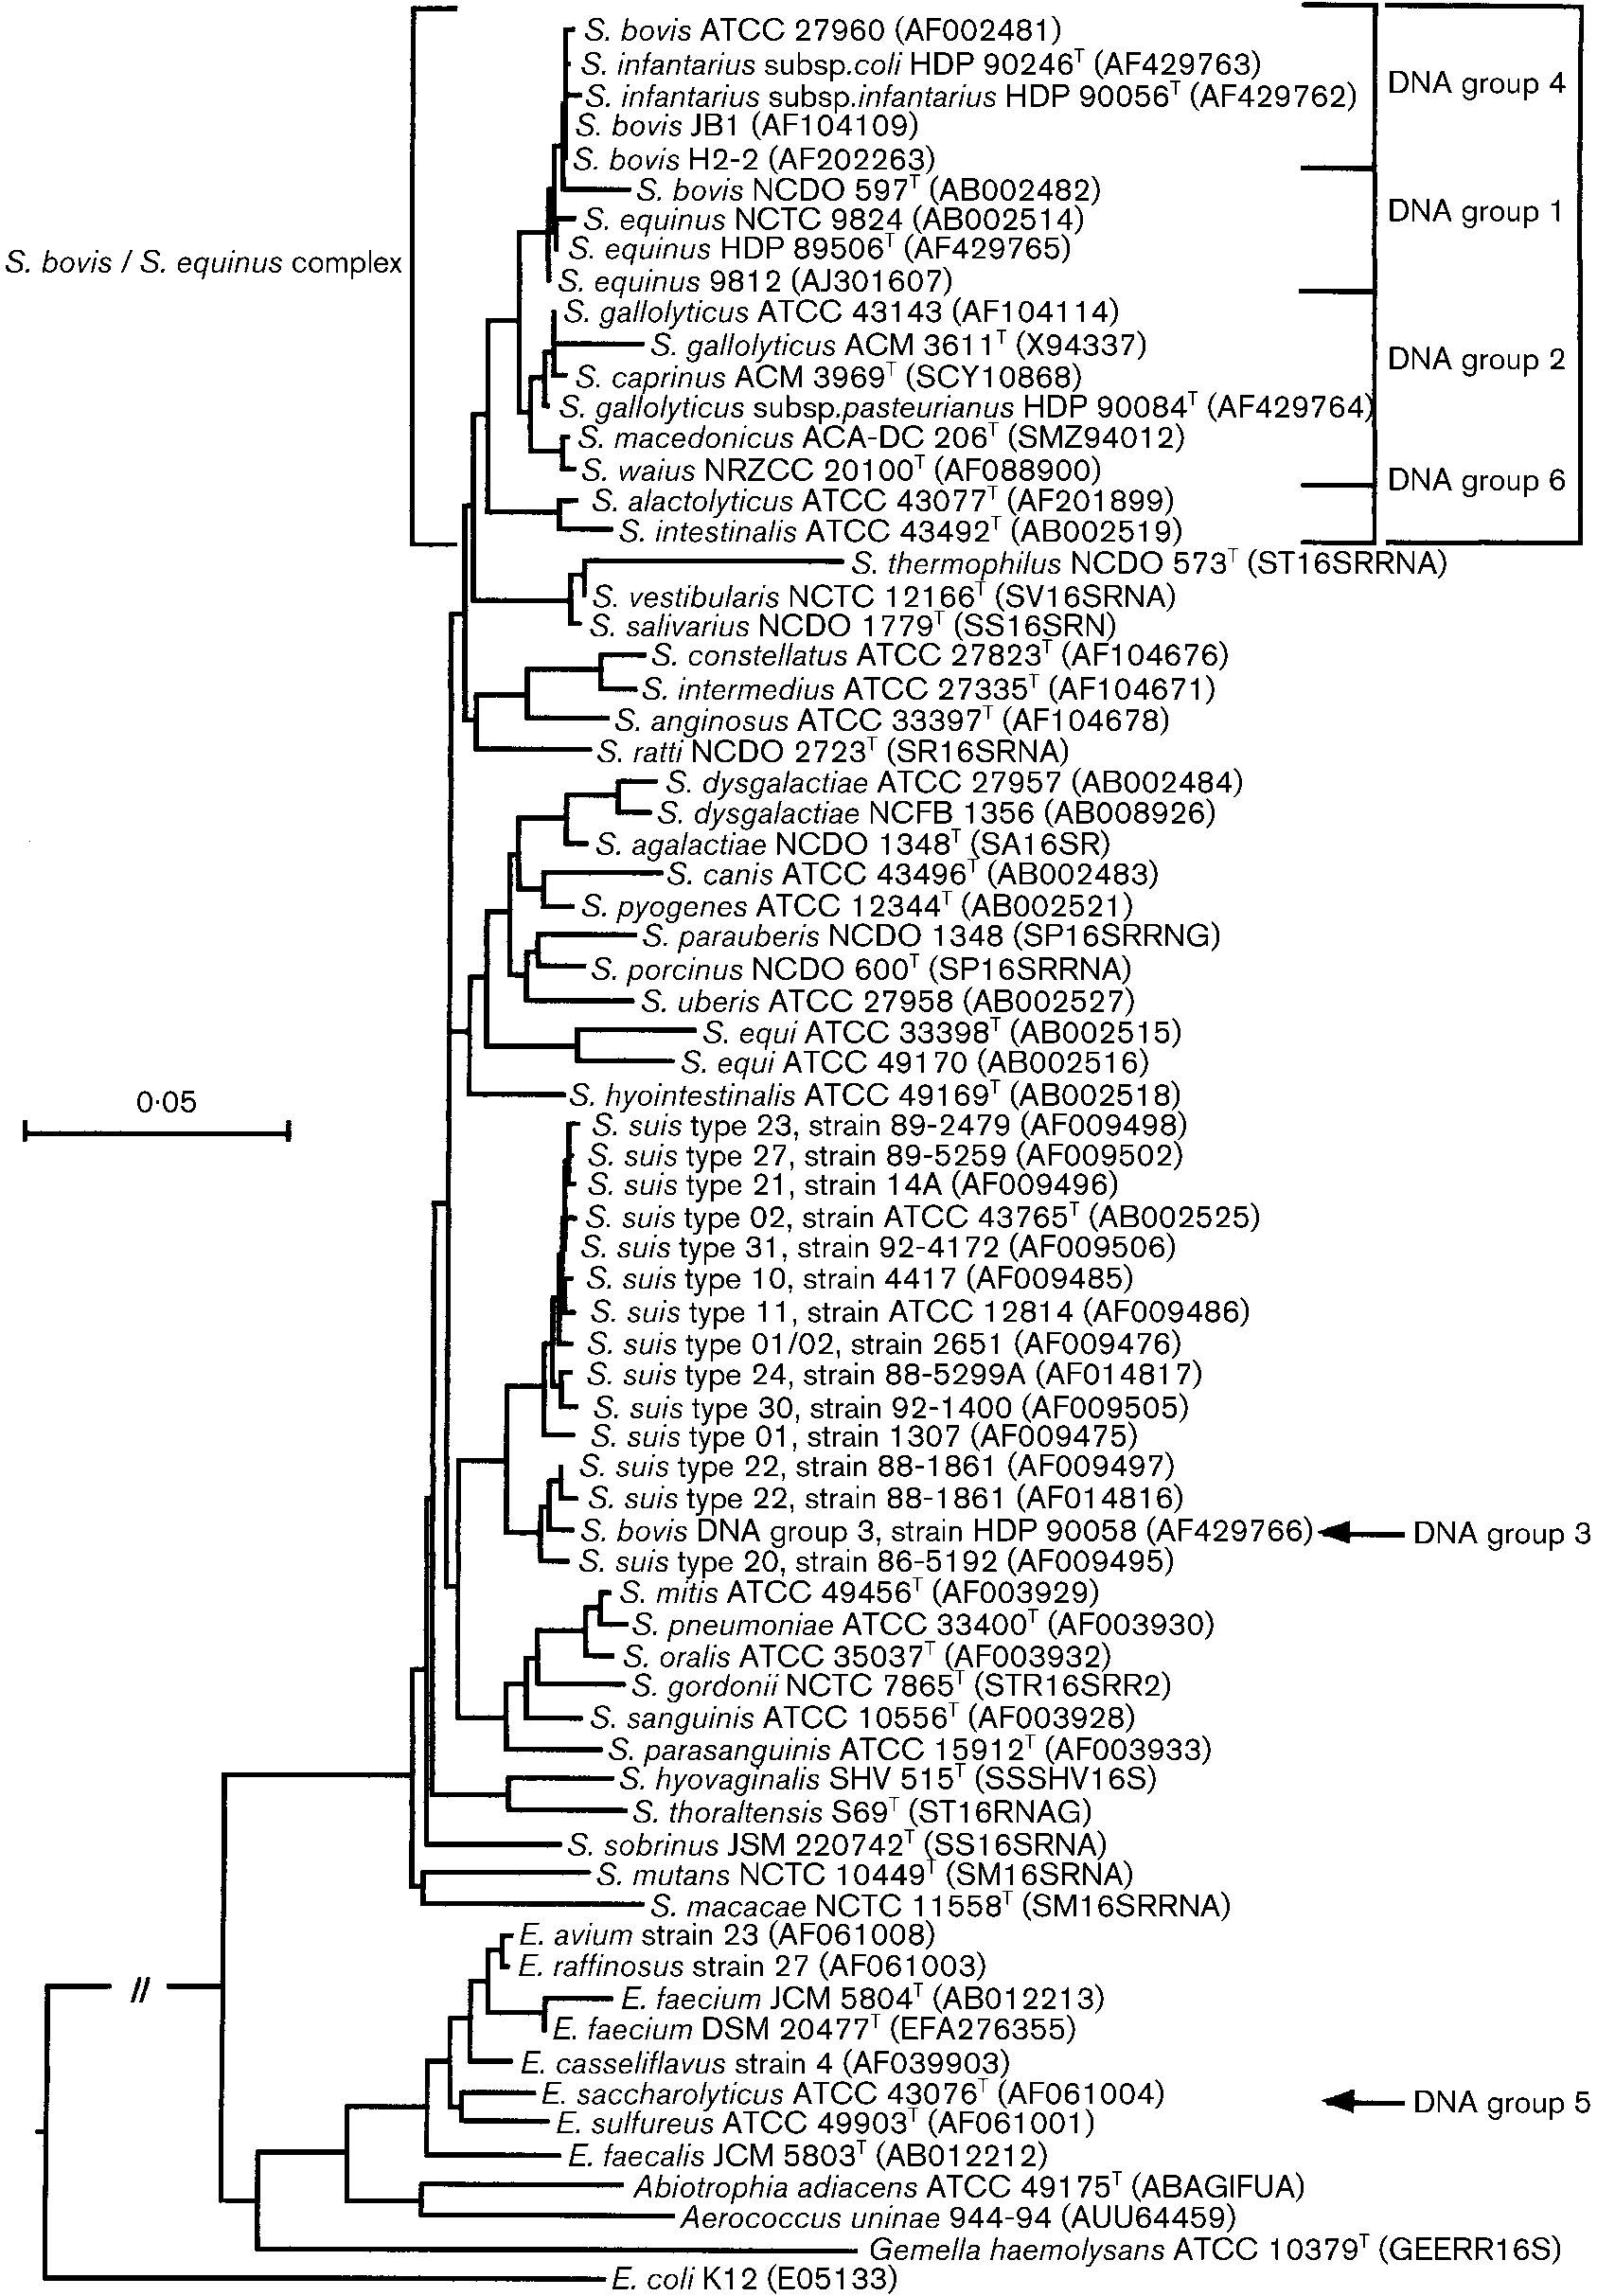 S. bovis ATCC 27960 (AF002481)
S. infantarius subsp.coli HDP 90246T (AF429763)
DNA group 4
S. infantarius subsp.infantarius HDP 90056T (AF429762)
S. bovis JB1 (AF104109)
S. bovis H2-2 (AF202263)
S. bovis NCDO 597T (AB002482)
DNA group 1
S. equinus NCTC 9824 (AB002514)
S. equinus HDP 89506T (AF429765)
S. bovis / S. equinus complex
S. equinus 9812 (AJ301607)
S. gallolyticus ATCC 43143 (AF104114)
S. gallolyticus ACM 3611T (X94337)
DNA group 2
S. caprinus ACM 3969T (SCY10868)
S. gallolyticus subsp.pasteurianus HDP 90084T (AF429764)
S. macedonicus ACA-DC 206T (SMZ94012)
S. waius NRZCC 20100T (AF088900)
DNA group 6
S. alactolyticus ATCC 43077T (AF201899)
S. intestinalis ATCC 43492T (AB002519)
S. thermophilus NCDO 573T (ST16SRRNA)
S. vestibularis NCTC 12166T (SV16SRNA)
S. salivarius NCDO 1779T (SS16SRN)
S. constellatus ATCC 27823T (AF104676)
S. intermedius ATCC 27335T (AF104671)
S. anginosus ATCC 33397T (AF104678)
S. ratti NCDO 2723T (SR16SRNA)
S. dysgalactiae ATCC 27957 (AB002484)
S. dysgalactiae NCFB 1356 (AB008926)
S. agalactiae NCDO 1348T (SA16SR)
S. canis ATCC 43496T (AB002483)
S. pyogenes ATCC 12344T (AB002521)
S. parauberis NCDO 1348 (SP16SRRNG)
S. porcinus NCDO 600T (SP16SRRNA)
S. uberis ATCC 27958 (AB002527)
S. equi ATCC 33398T (AB002515)
S. equi ATCC 49170 (AB002516)
S. hyointestinalis ATCC 49169T (AB002518)
0·05
S. suis type 23, strain 89-2479 (AF009498)
S. suis type 27, strain 89-5259 (AF009502)
S. suis type 21, strain 14A (AF009496)
S. suis type 02, strain ATCC 43765T (AB002525)
S. suis type 31, strain 92-4172 (AF009506)
S. suis type 10, strain 4417 (AF009485)
S. suis type 11, strain ATCC 12814 (AF009486)
S. suis type 01/02, strain 2651 (AF009476)
S. suis type 24, strain 88-5299A (AF014817)
S. suis type 30, strain 92-1400 (AF009505)
S. suis type 01, strain 1307 (AF009475)
S. suis type 22, strain 88-1861 (AF009497)
S. suis type 22, strain 88-1861 (AF014816)
S. bovis DNA group 3, strain HDP 90058 (AF429766)
DNA group 3
S. suis type 20, strain 86-5192 (AF009495)
S. mitis ATCC 49456T (AF003929)
S. pneumoniae ATCC 33400T (AF003930)
S. oralis ATCC 35037T (AF003932)
S. gordonii NCTC 7865T (STR16SRR2)
S. sanguinis ATCC 10556T (AF003928)
S. parasanguinis ATCC 15912T (AF003933)
S. hyovaginalis SHV 515T (SSSHV16S)
S. thoraltensis S69T (ST16RNAG)
S. sobrinus JSM 220742T (SS16SRNA)
S. mutans NCTC 10449T (SM16SRNA)
S. macacae NCTC 11558T (SM16SRRNA)
E. avium strain 23 (AF061008)
E. raffinosus strain 27 (AF061003)
E. faecium JCM 5804T (AB012213)
E. faecium DSM 20477T (EFA276355)
E. casseliflavus strain 4 (AF039903)
E. saccharolyticus ATCC 43076T (AF061004)
DNA group 5
E. sulfureus ATCC 49903T (AF061001)
E. faecalis JCM 5803T (AB012212)
Abiotrophia adiacens ATCC 49175T (ABAGIFUA)
Aerococcus uninae 944-94 (AUU64459)
Gemella haemolysans ATCC 10379T (GEERR16S)
E. coli K12 (E05133)